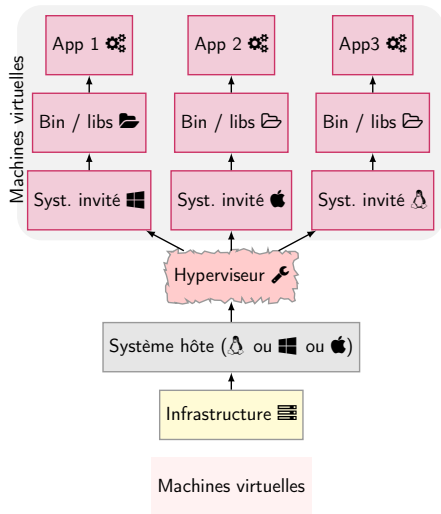 App 1
App 2
App3
Machines virtuelles
Bin / libs
Bin / libs
Bin / libs
Syst. invité
Syst. invité
Syst. invité
Hyperviseur
Système hôte ( ou  ou )
Infrastructure
Machines virtuelles